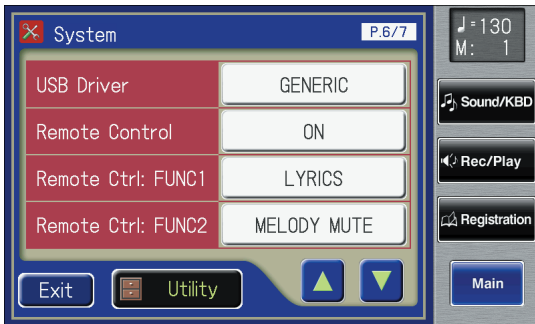 System
P.6/7
USB Driver GENERIC
Remote Control ON
Remote Ctrl: FUNC1 LYRICS
Remote Ctrl: FUNC2 MELODY MUTE
Exit Utility
♩=130
M: 1
Sound/KBD
Rec/Play
Registration
Main